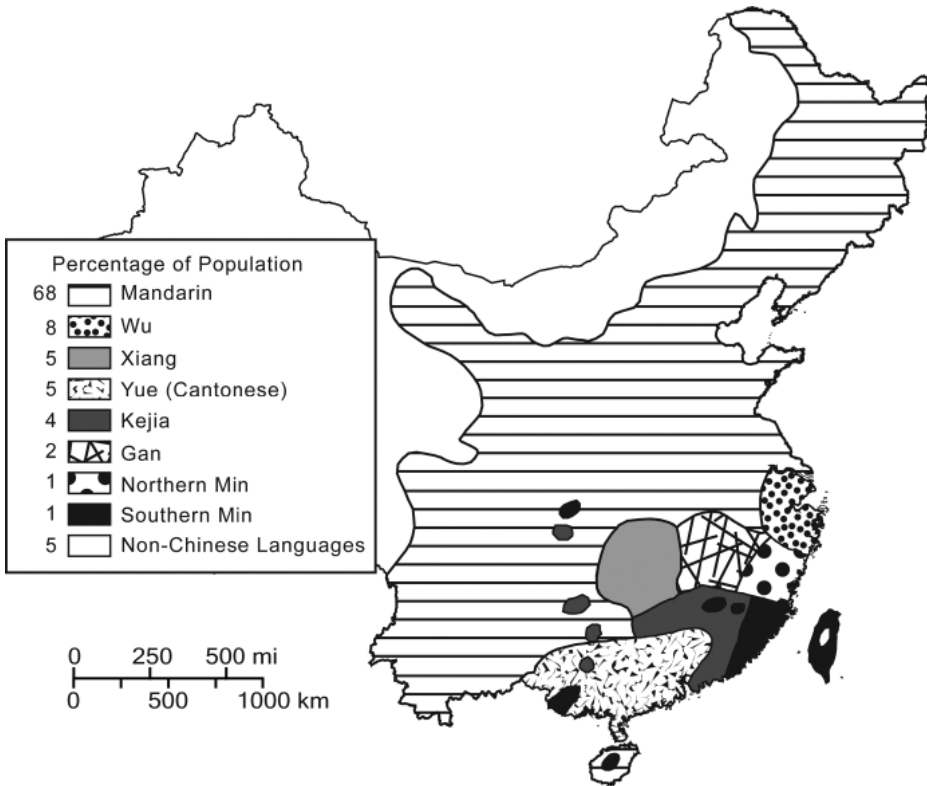 Percentage of Population
68 Mandarin
8 Wu
5 Xiang
5 Yue (Cantonese)
4 Kejia
2 Gan
1 Northern Min
1 Southern Min
5 Non-Chinese Languages
0 250 500 mi
0 500 1000 km